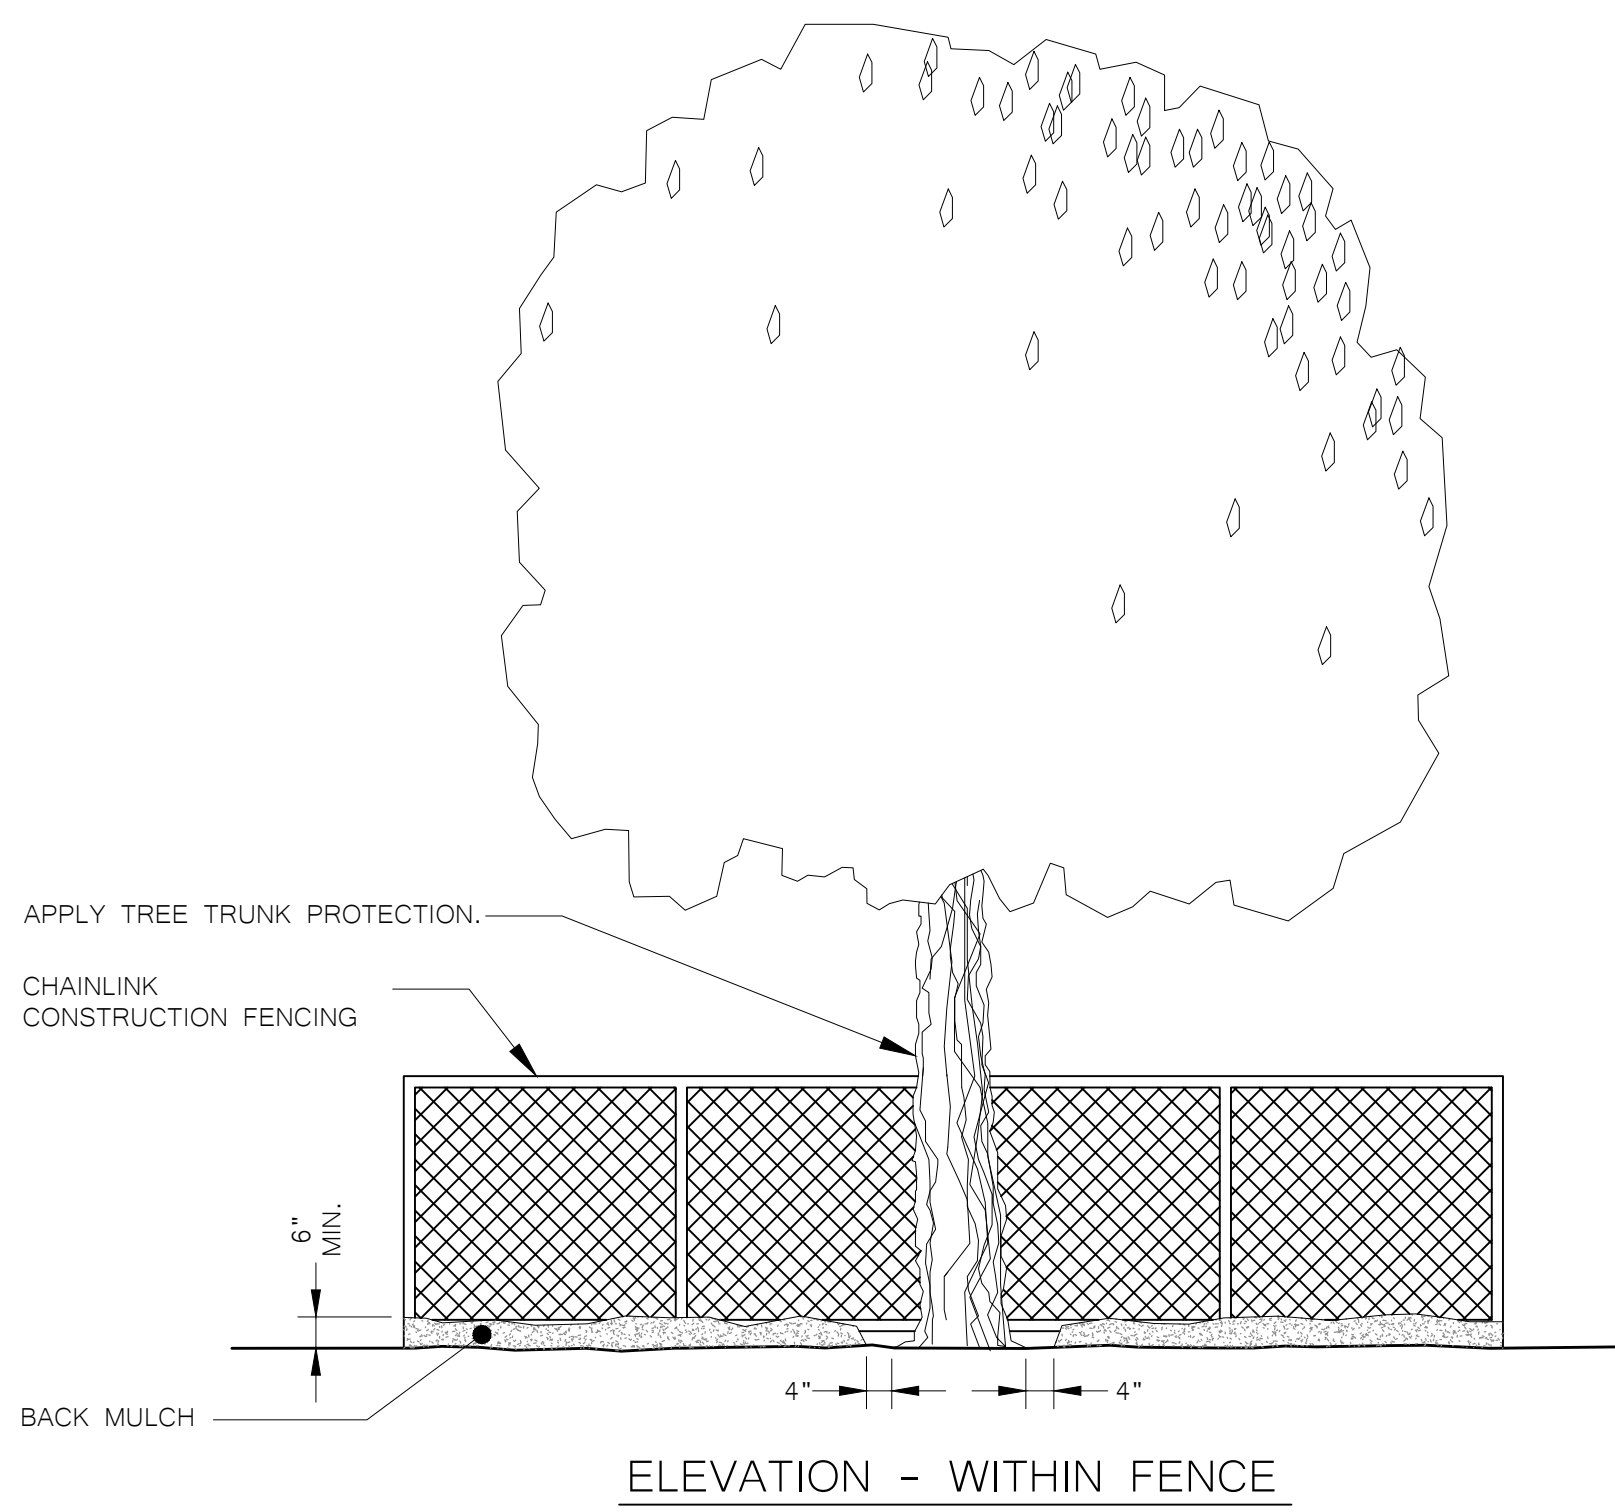 APPLY TREE TRUNK PROTECTION.
CHAINLINK
CONSTRUCTION FENCING
6"
MIN.
4"
4"
BACK MULCH
ELEVATION - WITHIN FENCE